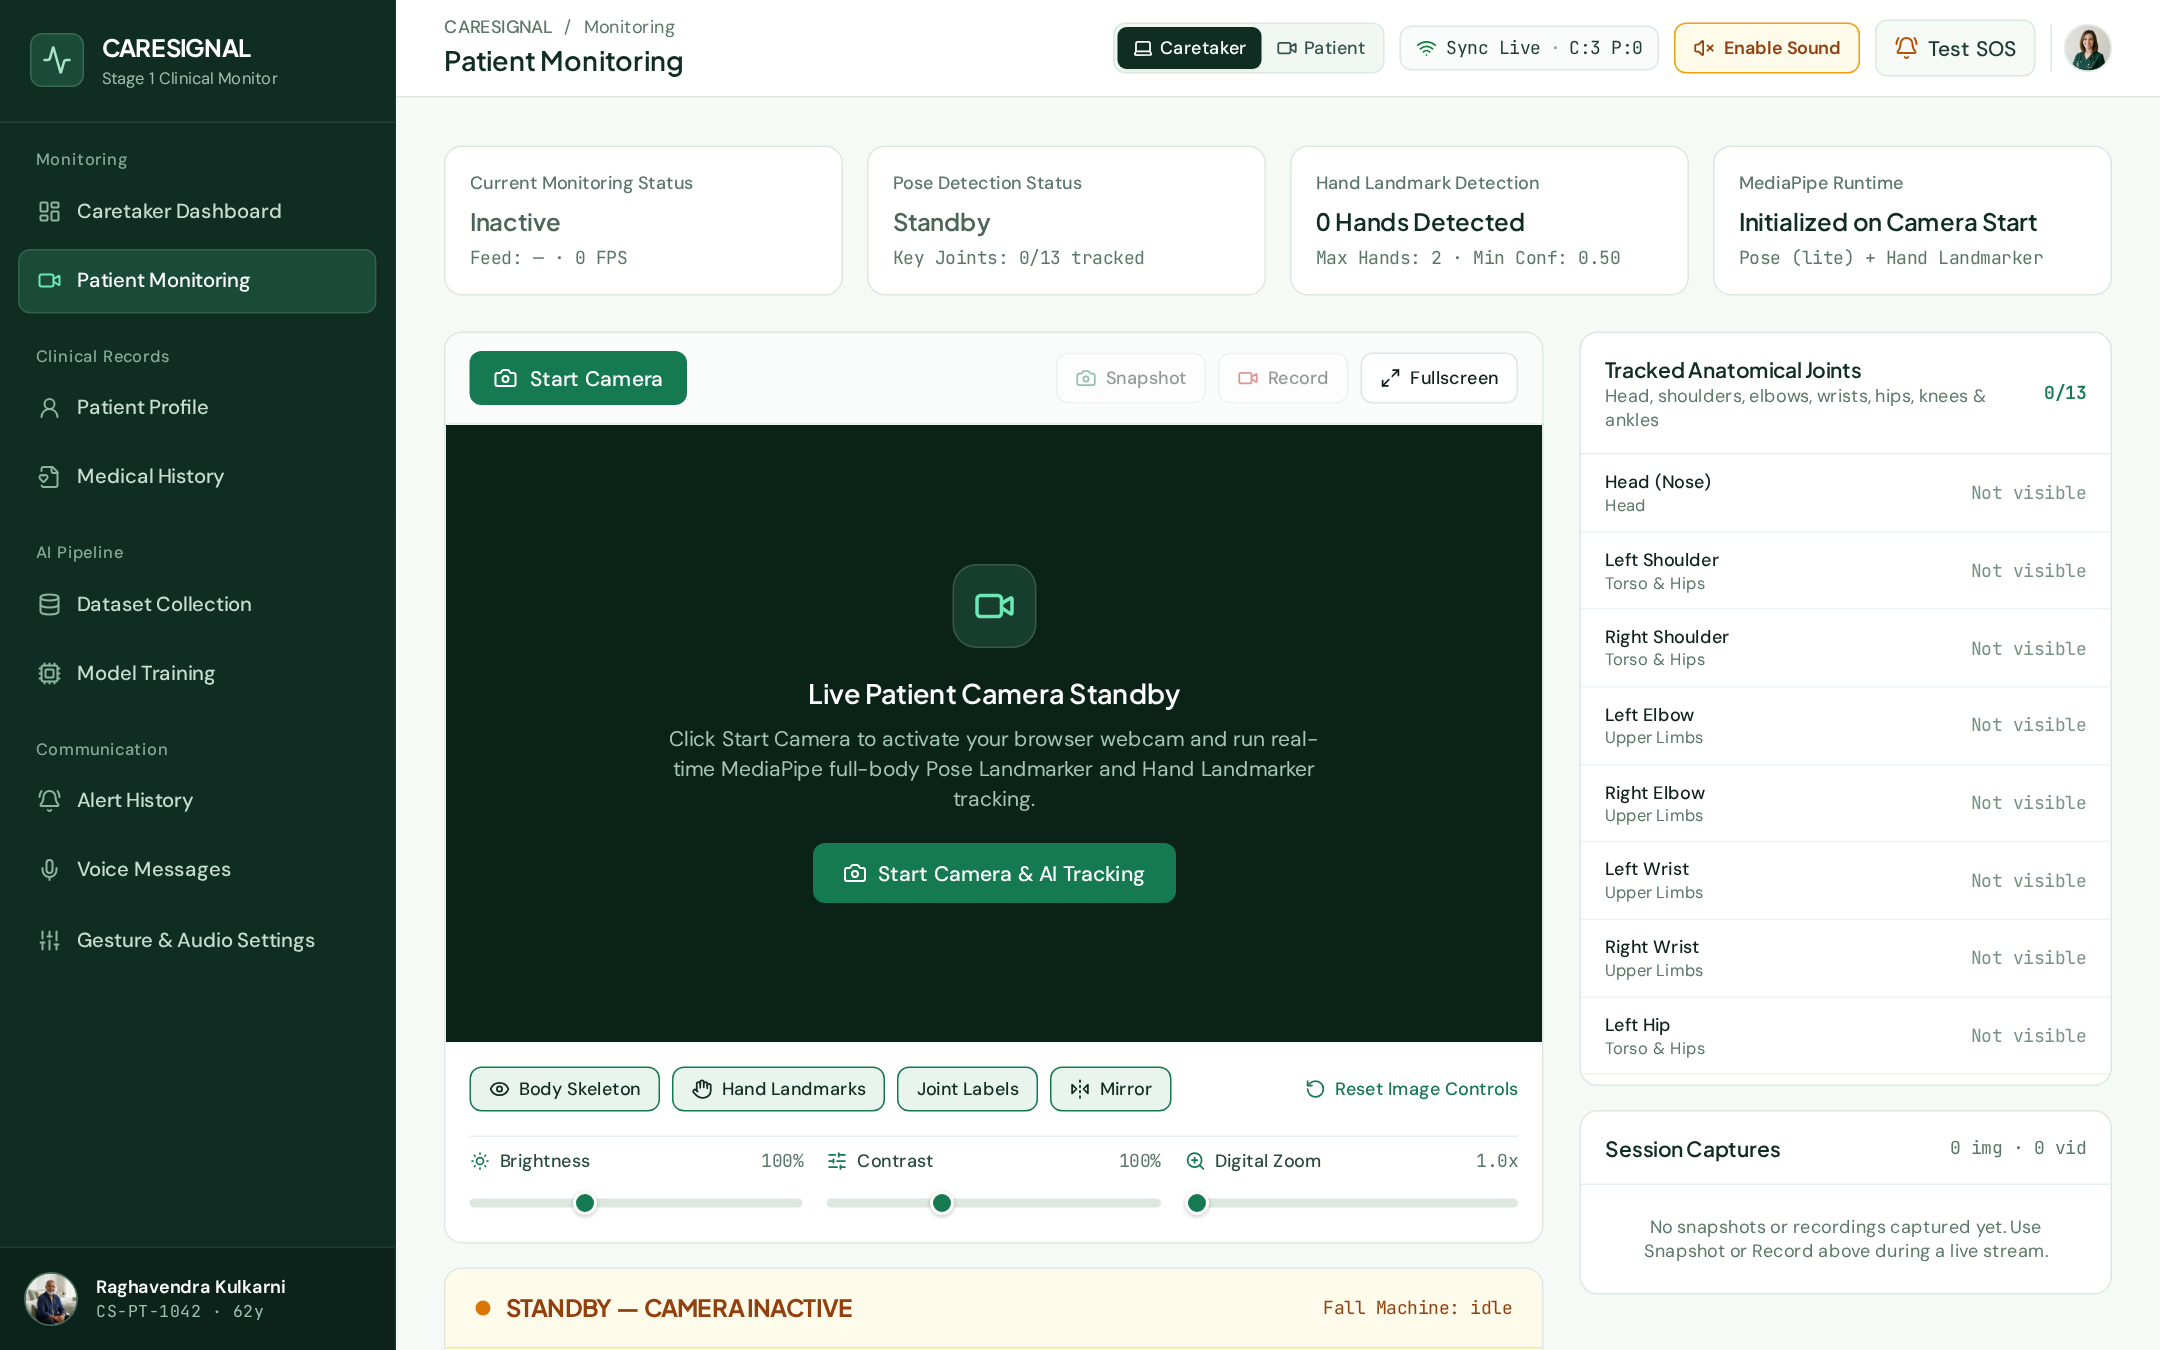 CARESIGNAL
Stage 1 Clinical Monitor
Monitoring
Caretaker Dashboard
Patient Monitoring
Clinical Records
Patient Profile
Medical History
AI Pipeline
Dataset Collection
Model Training
Communication
Alert History
Voice Messages
Gesture & Audio Settings
Raghavendra Kulkarni
CS-PT-1042 · 62y
CARESIGNAL / Monitoring
Patient Monitoring
Caretaker
Patient
Sync Live · C:3 P:0
Enable Sound
Test SOS
Current Monitoring Status
Inactive
Feed: — · 0 FPS
Pose Detection Status
Standby
Key Joints: 0/13 tracked
Hand Landmark Detection
0 Hands Detected
Max Hands: 2 · Min Conf: 0.50
MediaPipe Runtime
Initialized on Camera Start
Pose (lite) + Hand Landmarker
Start Camera
Snapshot
Record
Fullscreen
Live Patient Camera Standby
Click Start Camera to activate your browser webcam and run real-
time MediaPipe full-body Pose Landmarker and Hand Landmarker
tracking.
Start Camera & AI Tracking
Body Skeleton
Hand Landmarks
Joint Labels
Mirror
Reset Image Controls
Brightness 100%
Contrast 100%
Digital Zoom 1.0x
STANDBY — CAMERA INACTIVE
Fall Machine: idle
Tracked Anatomical Joints
Head, shoulders, elbows, wrists, hips, knees &
ankles
0/13
Head (Nose)
Head
Not visible
Left Shoulder
Torso & Hips
Not visible
Right Shoulder
Torso & Hips
Not visible
Left Elbow
Upper Limbs
Not visible
Right Elbow
Upper Limbs
Not visible
Left Wrist
Upper Limbs
Not visible
Right Wrist
Upper Limbs
Not visible
Left Hip
Torso & Hips
Not visible
Session Captures
0 img · 0 vid
No snapshots or recordings captured yet. Use
Snapshot or Record above during a live stream.